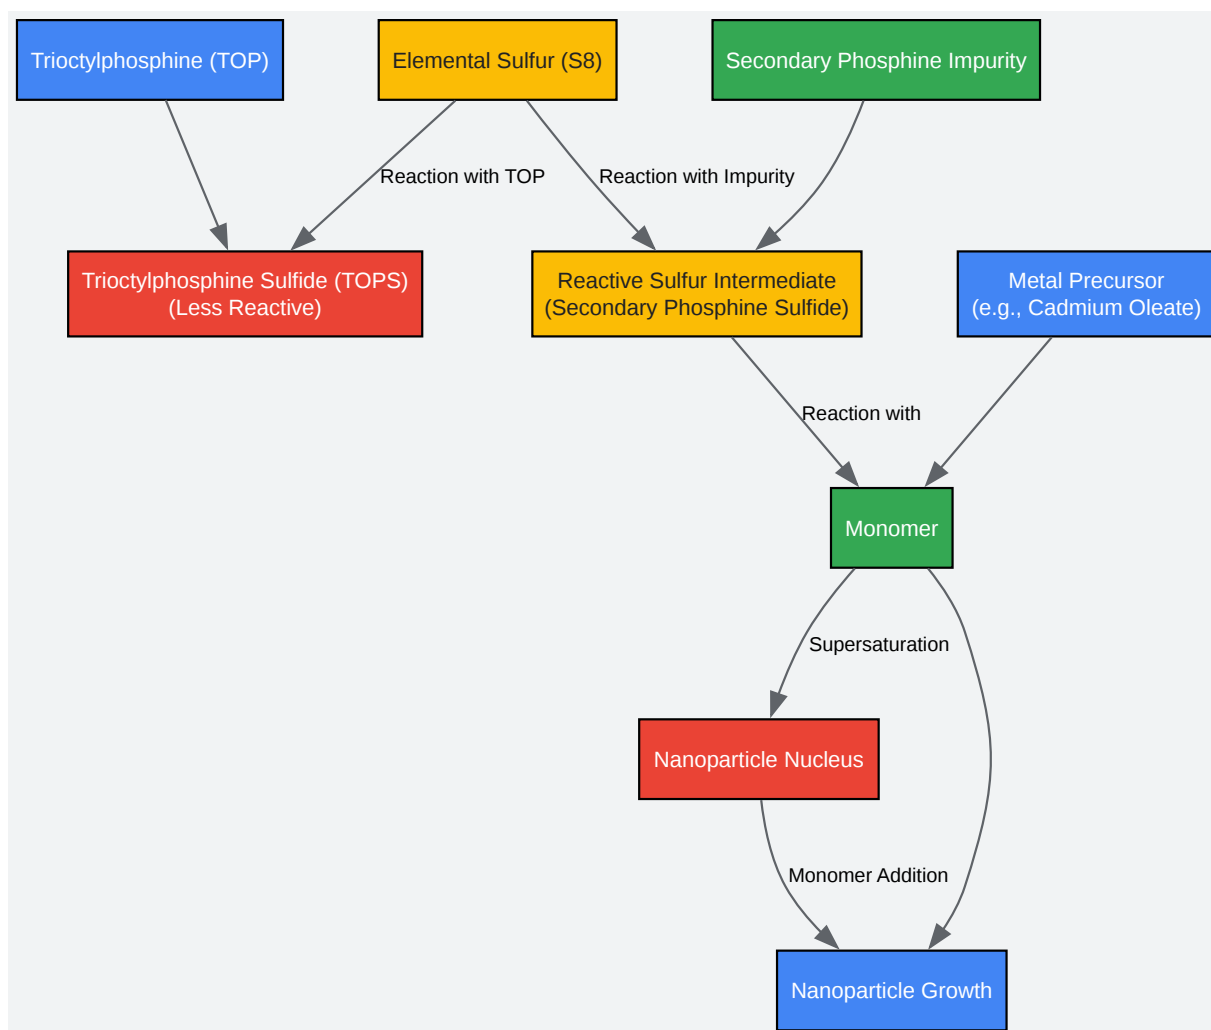 Trioctylphosphine (TOP)
Elemental Sulfur (S8)
Secondary Phosphine Impurity
Reaction with TOP
Reaction with Impurity
Trioctylphosphine Sulfide (TOPS)
(Less Reactive)
Reactive Sulfur Intermediate
(Secondary Phosphine Sulfide)
Metal Precursor
(e.g., Cadmium Oleate)
Reaction with
Monomer
Supersaturation
Nanoparticle Nucleus
Monomer Addition
Nanoparticle Growth